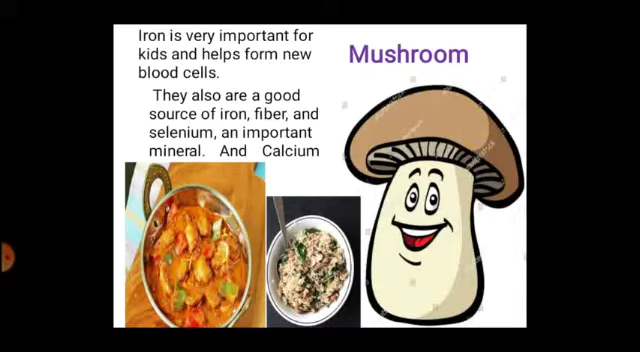 Iron is very important for
kids and helps form new
blood cells.
Mushroom
They also are a good
source of iron, fiber, and
selenium, an important
mineral. And Calcium